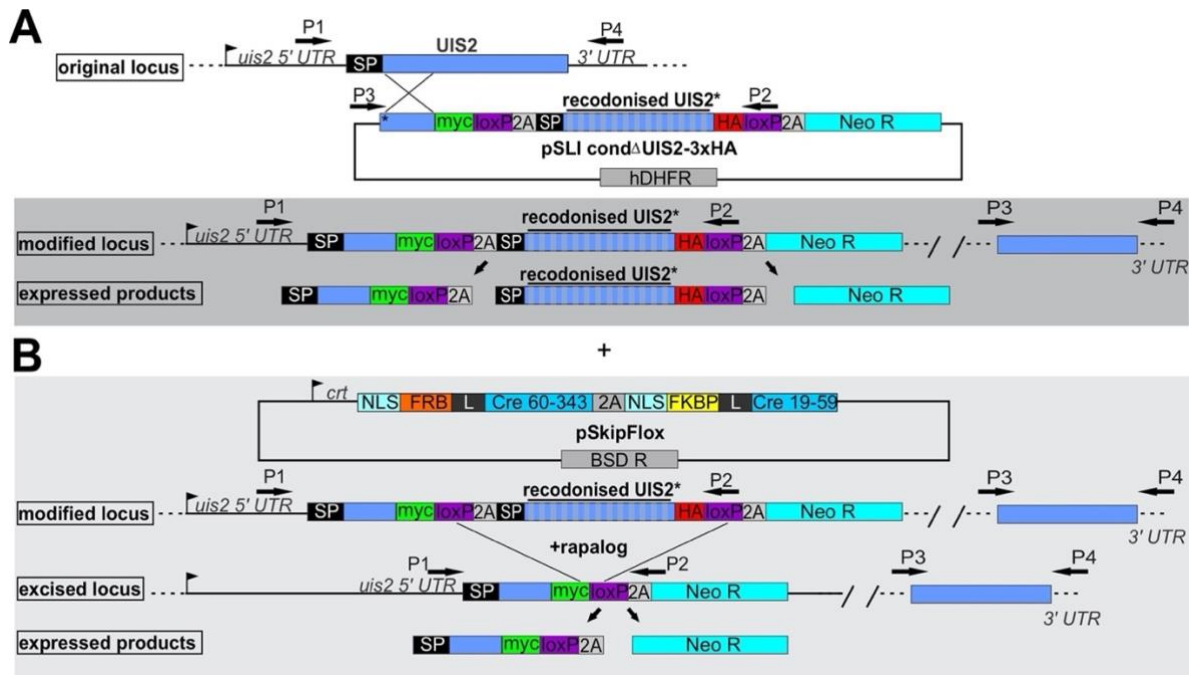 A
P1
P4
uis2 5' UTR
UIS2
3' UTR
original locus
SP
P3
recodonised UIS2*
P2
* myc loxP 2A SP HA loxP 2A Neo R
pSLI cond∆UIS2-3xHA
hDHFR
P1
recodonised UIS2*
P2
P3
P4
modified locus
uis2 5' UTR
SP myc loxP 2A SP HA loxP 2A Neo R
3' UTR
recodonised UIS2*
expressed products
SP myc loxP 2A SP HA loxP 2A Neo R
B
+
crt
NLS FRB L Cre 60-343 2A NLS FKBP L Cre 19-59
pSkipFlox
BSD R
P1
recodonised UIS2*
P2
P3
P4
modified locus
uis2 5' UTR
SP myc loxP 2A SP HA loxP 2A Neo R
3' UTR
+rapalog
P1
P2
P3
P4
excised locus
uis2 5' UTR
SP myc loxP 2A Neo R
3' UTR
expressed products
SP myc loxP 2A Neo R